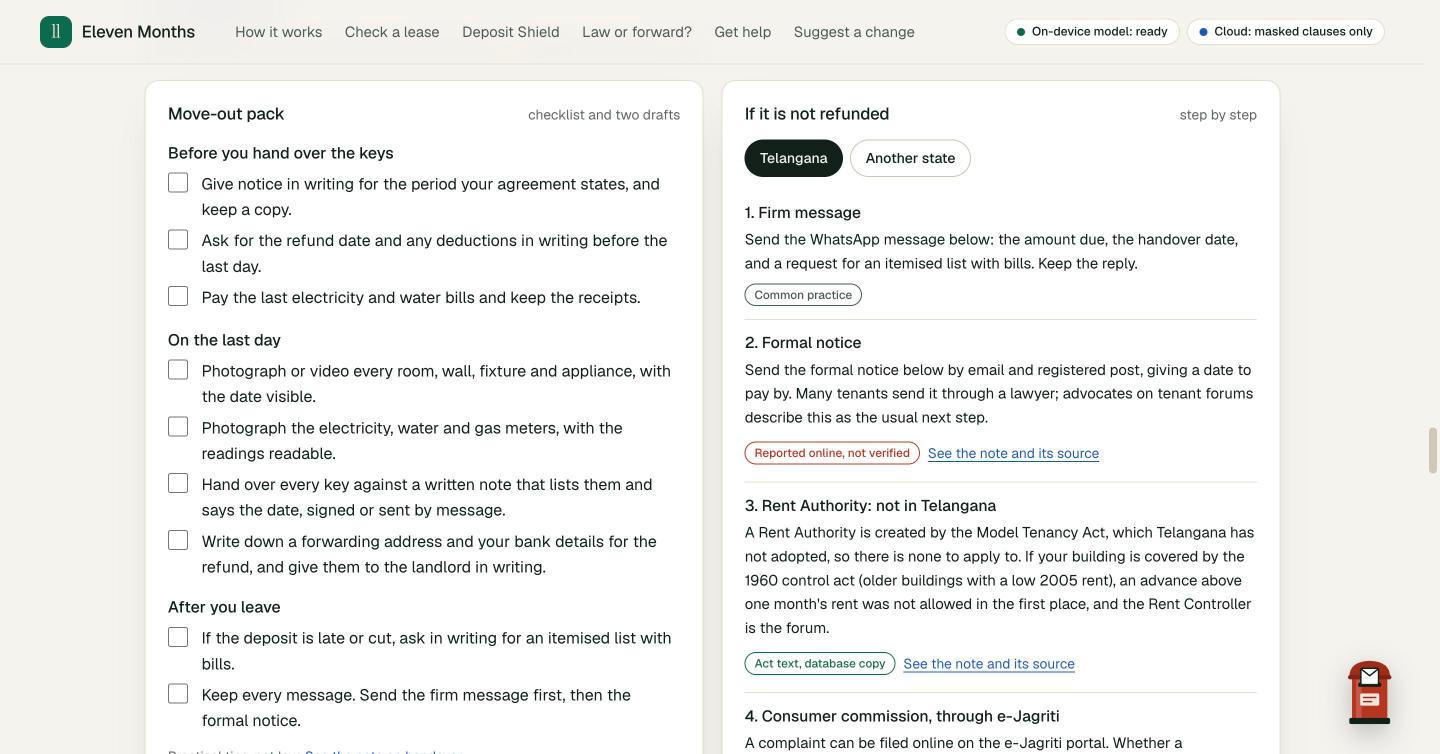 11 Eleven Months How it works Check a lease Deposit Shield Law or forward? Get help Suggest a change On-device model: ready Cloud: masked clauses only
Move-out pack checklist and two drafts
Before you hand over the keys
Give notice in writing for the period your agreement states, and
keep a copy.
Ask for the refund date and any deductions in writing before the
last day.
Pay the last electricity and water bills and keep the receipts.
On the last day
Photograph or video every room, wall, fixture and appliance, with
the date visible.
Photograph the electricity, water and gas meters, with the
readings readable.
Hand over every key against a written note that lists them and
says the date, signed or sent by message.
Write down a forwarding address and your bank details for the
refund, and give them to the landlord in writing.
After you leave
If the deposit is late or cut, ask in writing for an itemised list with
bills.
Keep every message. Send the firm message first, then the
formal notice.
If it is not refunded step by step
Telangana Another state
1. Firm message
Send the WhatsApp message below: the amount due, the handover date,
and a request for an itemised list with bills. Keep the reply.
Common practice
2. Formal notice
Send the formal notice below by email and registered post, giving a date to
pay by. Many tenants send it through a lawyer; advocates on tenant forums
describe this as the usual next step.
Reported online, not verified See the note and its source
3. Rent Authority: not in Telangana
A Rent Authority is created by the Model Tenancy Act, which Telangana has
not adopted, so there is none to apply to. If your building is covered by the
1960 control act (older buildings with a low 2005 rent), an advance above
one month's rent was not allowed in the first place, and the Rent Controller
is the forum.
Act text, database copy See the note and its source
4. Consumer commission, through e-Jagriti
A complaint can be filed online on the e-Jagriti portal. Whether a